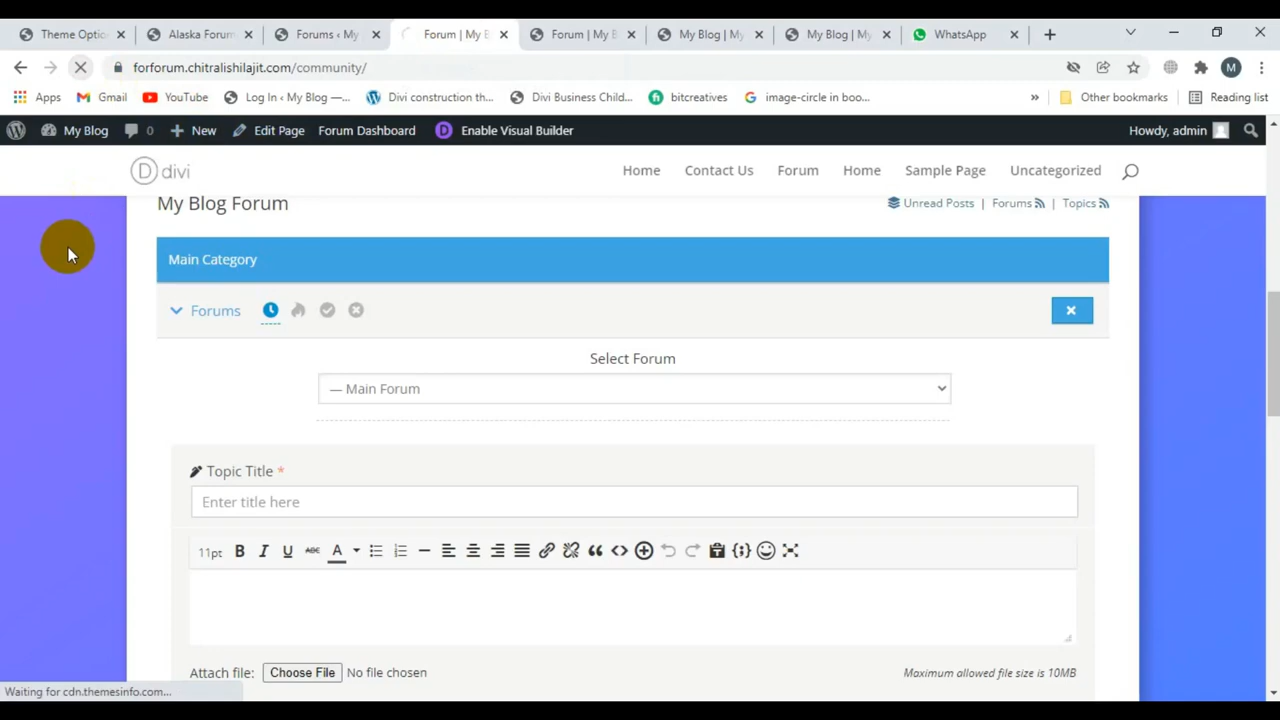 Theme Optio
Alaska Forum
Forums ‹ My
Forum | My B
Forum | My B
My Blog | My
My Blog | My
WhatsApp
forforum.chitralishilajit.com/community/
M
Apps
Gmail
YouTube
Log In ‹ My Blog —...
Divi construction th...
Divi Business Child...
bitcreatives
image-circle in boo...
»
Other bookmarks
Reading list
My Blog
0
New
Edit Page
Forum Dashboard
D
Enable Visual Builder
Howdy, admin
D divi
Home
Contact Us
Forum
Home
Sample Page
Uncategorized
My Blog Forum
Unread Posts | Forums | Topics
Main Category
Forums
Select Forum
— Main Forum
Topic Title *
Enter title here
11pt B I U ABC A
Attach file: Choose File No file chosen
Maximum allowed file size is 10MB
Waiting for cdn.themesinfo.com...